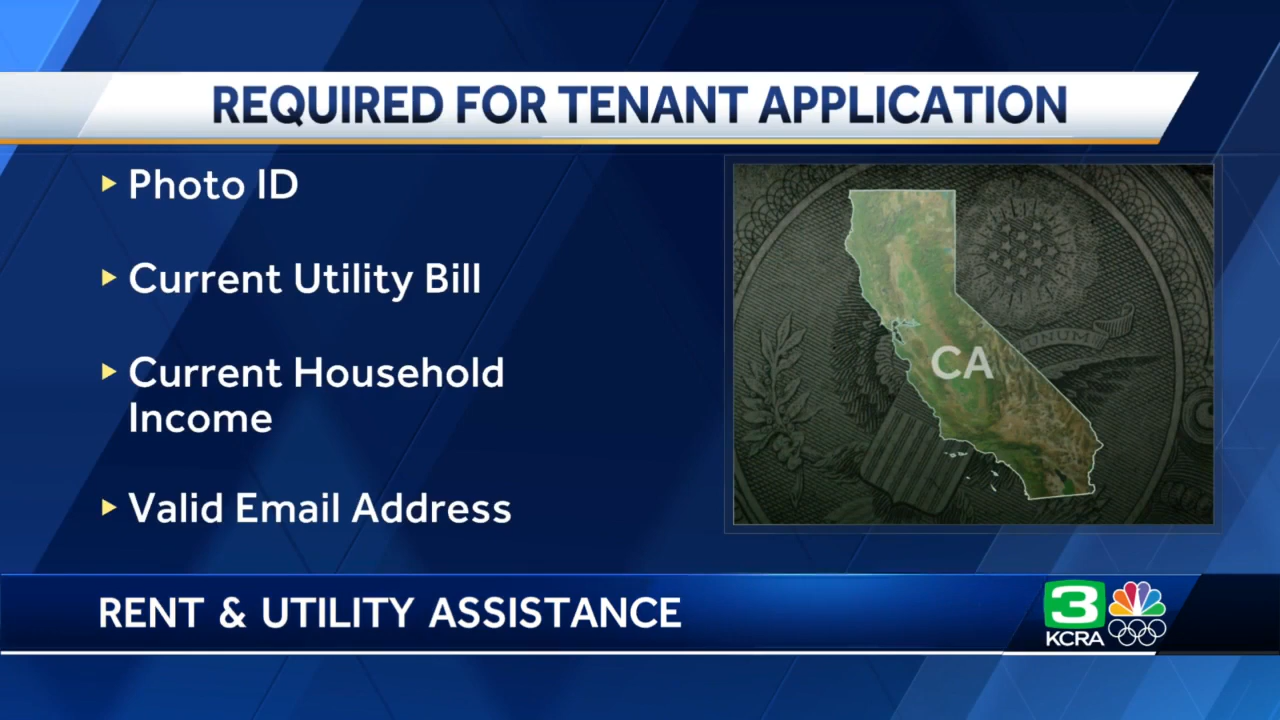 REQUIRED FOR TENANT APPLICATION
Photo ID
Current Utility Bill
Current Household
Income
Valid Email Address
UNUM
CA
RENT & UTILITY ASSISTANCE
3
KCRA